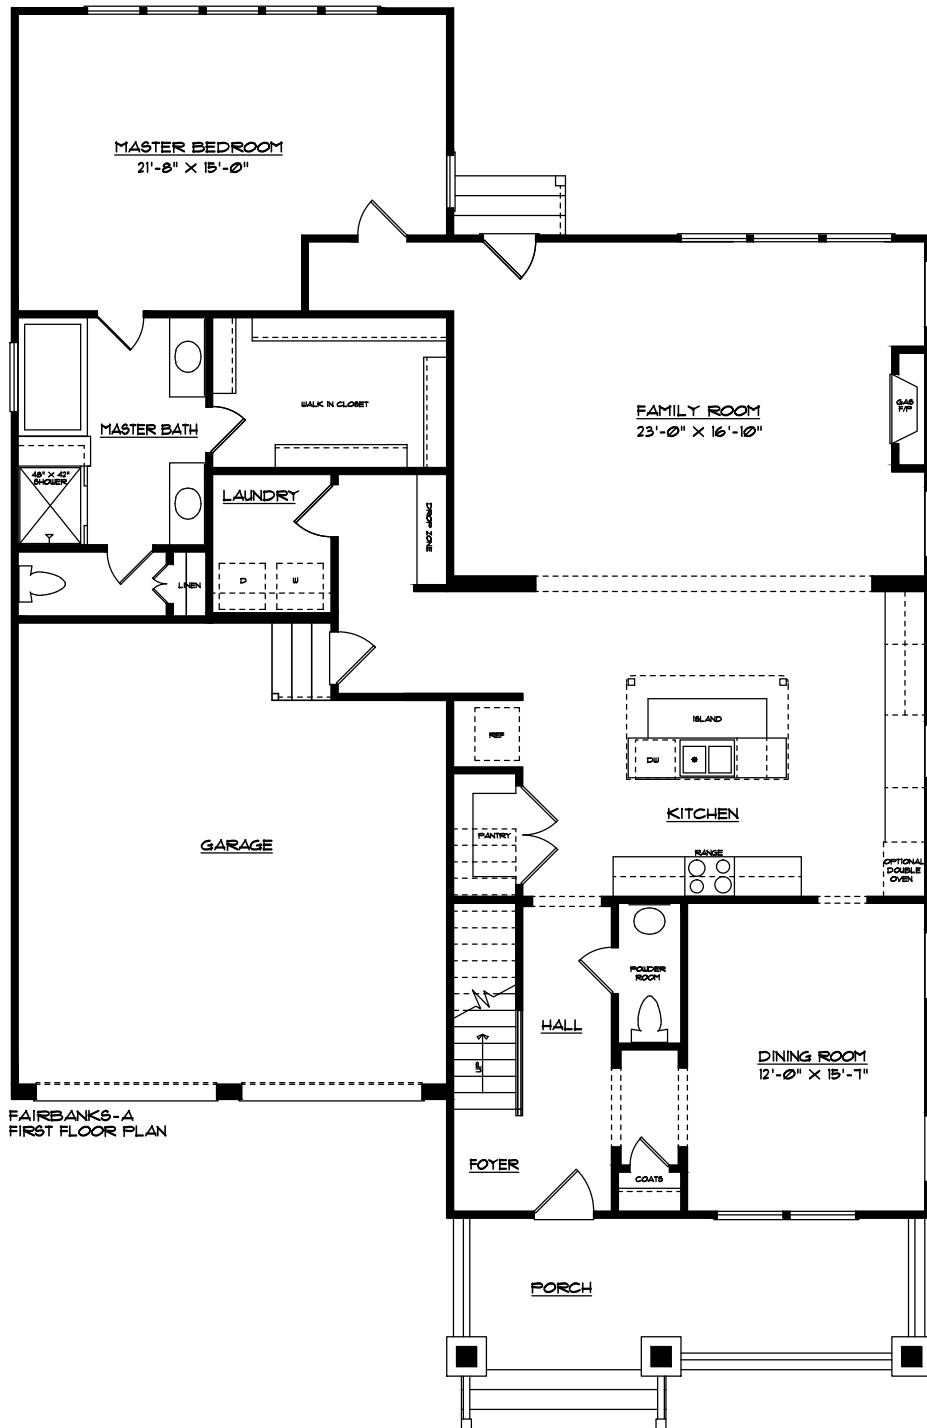 MASTER BEDROOM
21'-8" X 15'-0"
FAMILY ROOM
23'-0" X 16'-10"
GAS
F/P
WALK IN CLOSET
MASTER BATH
48" X 42"
SHOWER
LAUNDRY
DROP ZONE
D
W
LINEN
ISLAND
REF
DW
KITCHEN
PANTRY
RANGE
OPTIONAL
DOUBLE
OVEN
GARAGE
POWDER
ROOM
HALL
UP
DINING ROOM
12'-0" X 15'-7"
FAIRBANKS-A
FIRST FLOOR PLAN
FOYER
COATS
PORCH